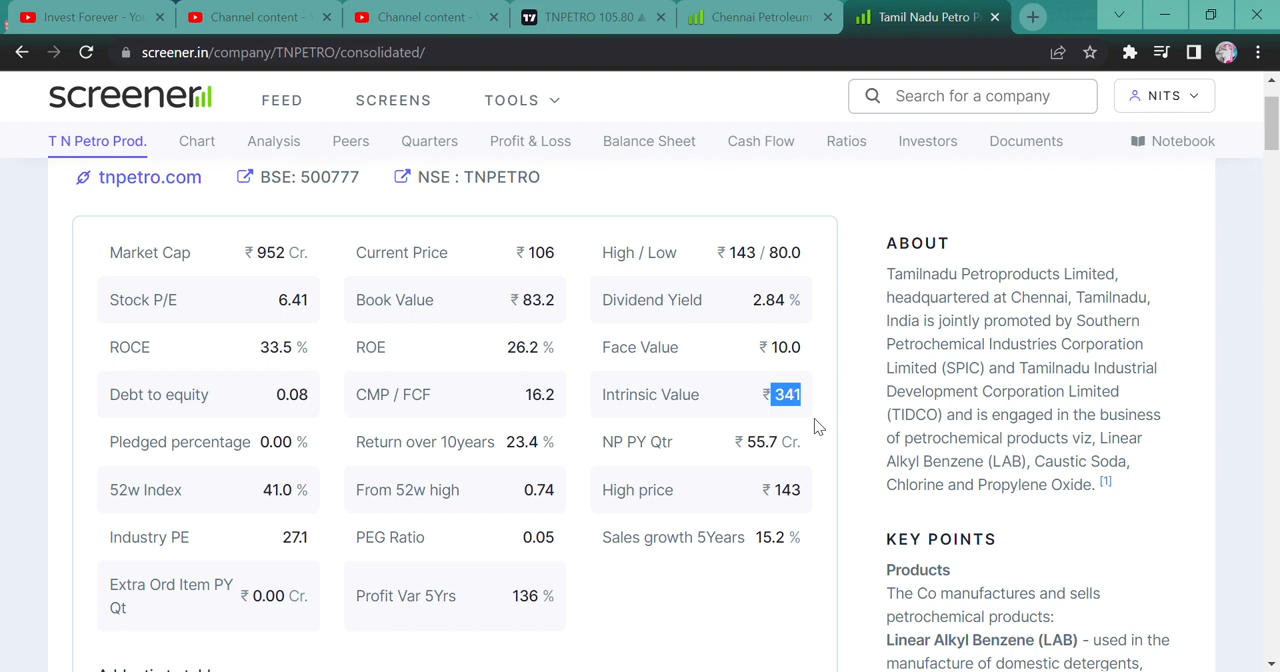 Invest Forever - Yo
Channel content -
Channel content -
TNPETRO 105.80
Chennai Petroleum
Tamil Nadu Petro P
screener.in/company/TNPETRO/consolidated/
screener
FEED
SCREENS
TOOLS
Search for a company
NITS
T N Petro Prod.
Chart
Analysis
Peers
Quarters
Profit & Loss
Balance Sheet
Cash Flow
Ratios
Investors
Documents
Notebook
tnpetro.com
BSE: 500777
NSE : TNPETRO
Market Cap ₹ 952 Cr.
Current Price ₹ 106
High / Low ₹ 143 / 80.0
Stock P/E 6.41
Book Value ₹ 83.2
Dividend Yield 2.84 %
ROCE 33.5 %
ROE 26.2 %
Face Value ₹ 10.0
Debt to equity 0.08
CMP / FCF 16.2
Intrinsic Value ₹ 341
Pledged percentage 0.00 %
Return over 10years 23.4 %
NP PY Qtr ₹ 55.7 Cr.
52w Index 41.0 %
From 52w high 0.74
High price ₹ 143
Industry PE 27.1
PEG Ratio 0.05
Sales growth 5Years 15.2 %
Extra Ord Item PY
Qt ₹ 0.00 Cr.
Profit Var 5Yrs 136 %
ABOUT
Tamilnadu Petroproducts Limited,
headquartered at Chennai, Tamilnadu,
India is jointly promoted by Southern
Petrochemical Industries Corporation
Limited (SPIC) and Tamilnadu Industrial
Development Corporation Limited
(TIDCO) and is engaged in the business
of petrochemical products viz, Linear
Alkyl Benzene (LAB), Caustic Soda,
Chlorine and Propylene Oxide. [1]
KEY POINTS
Products
The Co manufactures and sells
petrochemical products:
Linear Alkyl Benzene (LAB) - used in the
manufacture of domestic detergents,